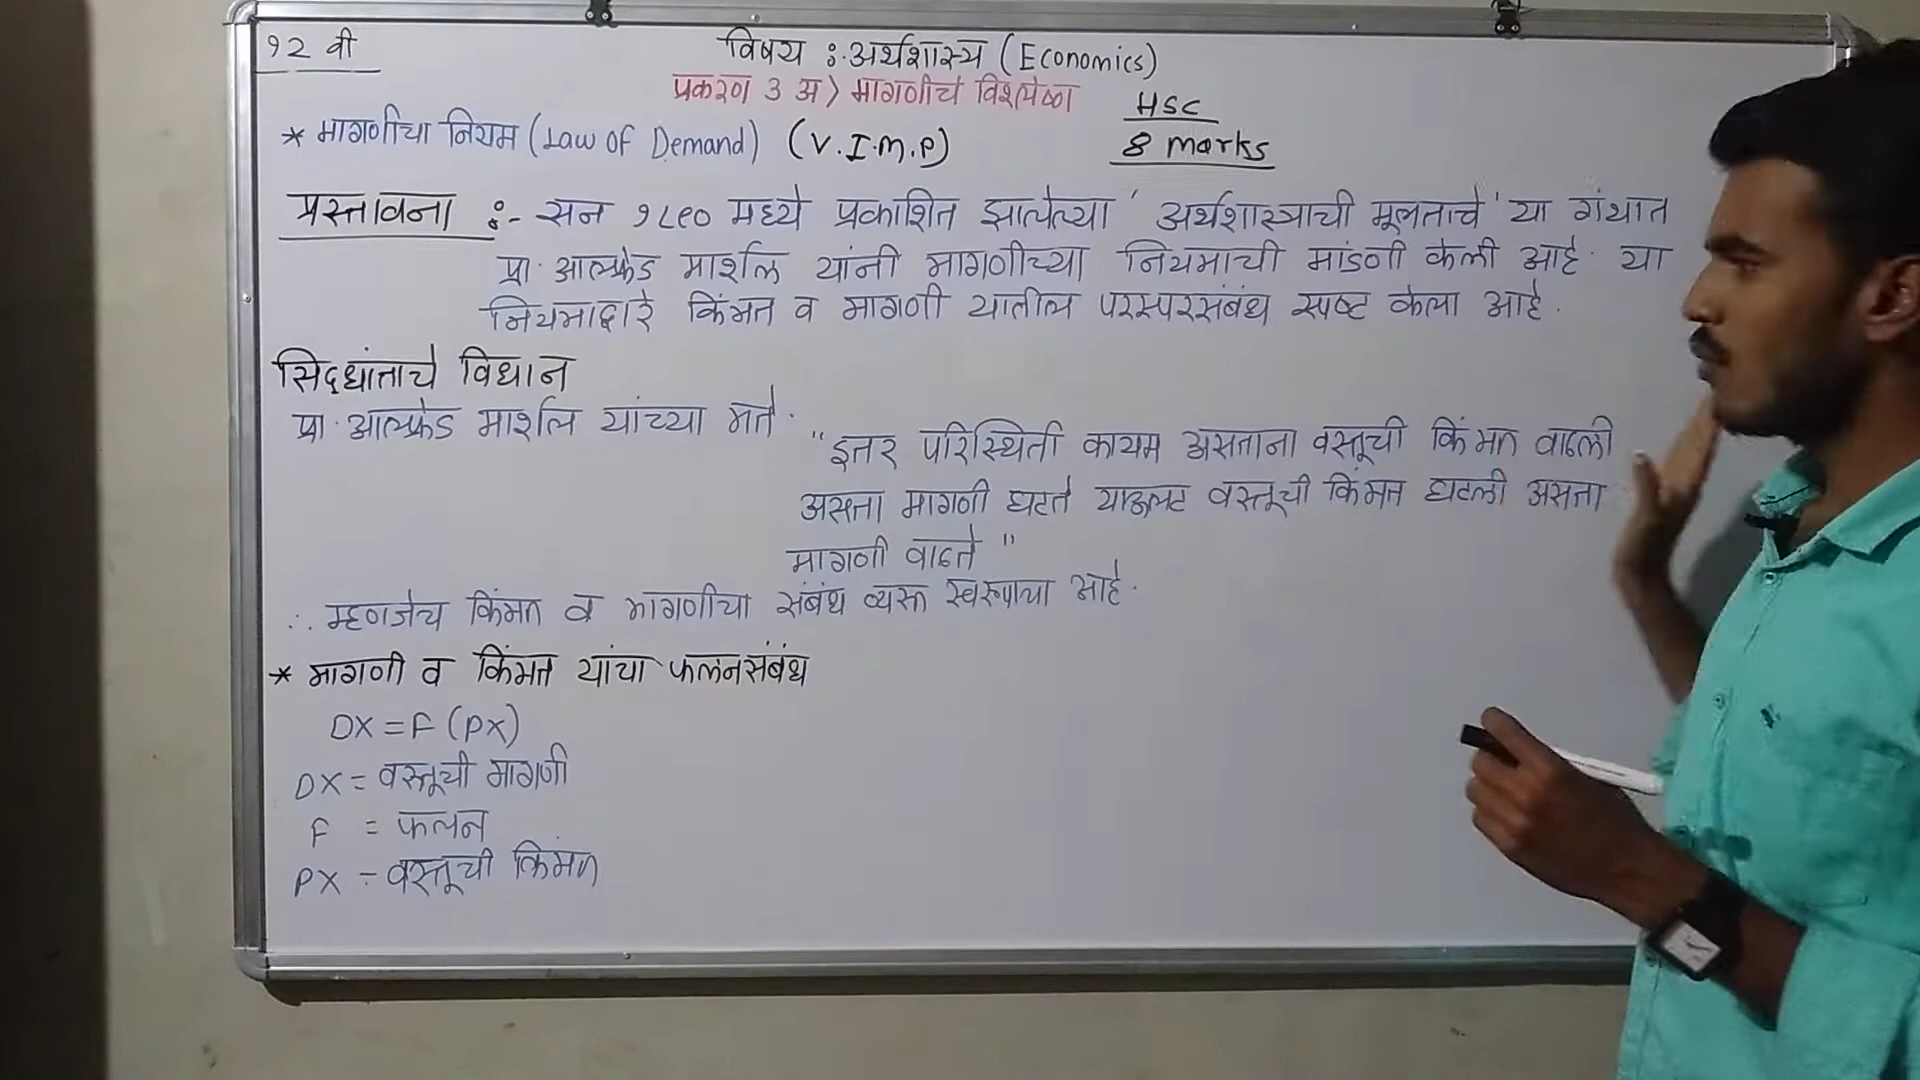 १२ वी
विषय : अर्थशास्त्र (Economics)
प्रकरण ३ अ) मागणीचे विश्लेषण
HSC
8 marks
* मागणीचा नियम (Law of Demand) (V.I.M.P)
प्रस्तावना :- सन १८९० मध्ये प्रकाशित झालेल्या 'अर्थशास्त्राची मूलतत्वे' या ग्रंथात
प्रा. आल्फ्रेड मार्शल यांनी मागणीच्या नियमाची मांडणी केली आहे. या
नियमाद्वारे किंमत व मागणी यातील परस्परसंबंध स्पष्ट केला आहे.
सिद्धांताचे विधान
प्रा. आल्फ्रेड मार्शल यांच्या मते.
"इतर परिस्थिती कायम असताना वस्तूची किंमत वाढली
असता मागणी घटते याऊलट वस्तूची किंमत घटली असता
मागणी वाढते"
∴ म्हणजेच किंमत व मागणीचा संबंध व्यस्त स्वरूपाचा आहे.
* मागणी व किंमत यांचा फलनसंबंध
DX = F (PX)
DX = वस्तूची मागणी
F = फलन
PX = वस्तूची किंमत